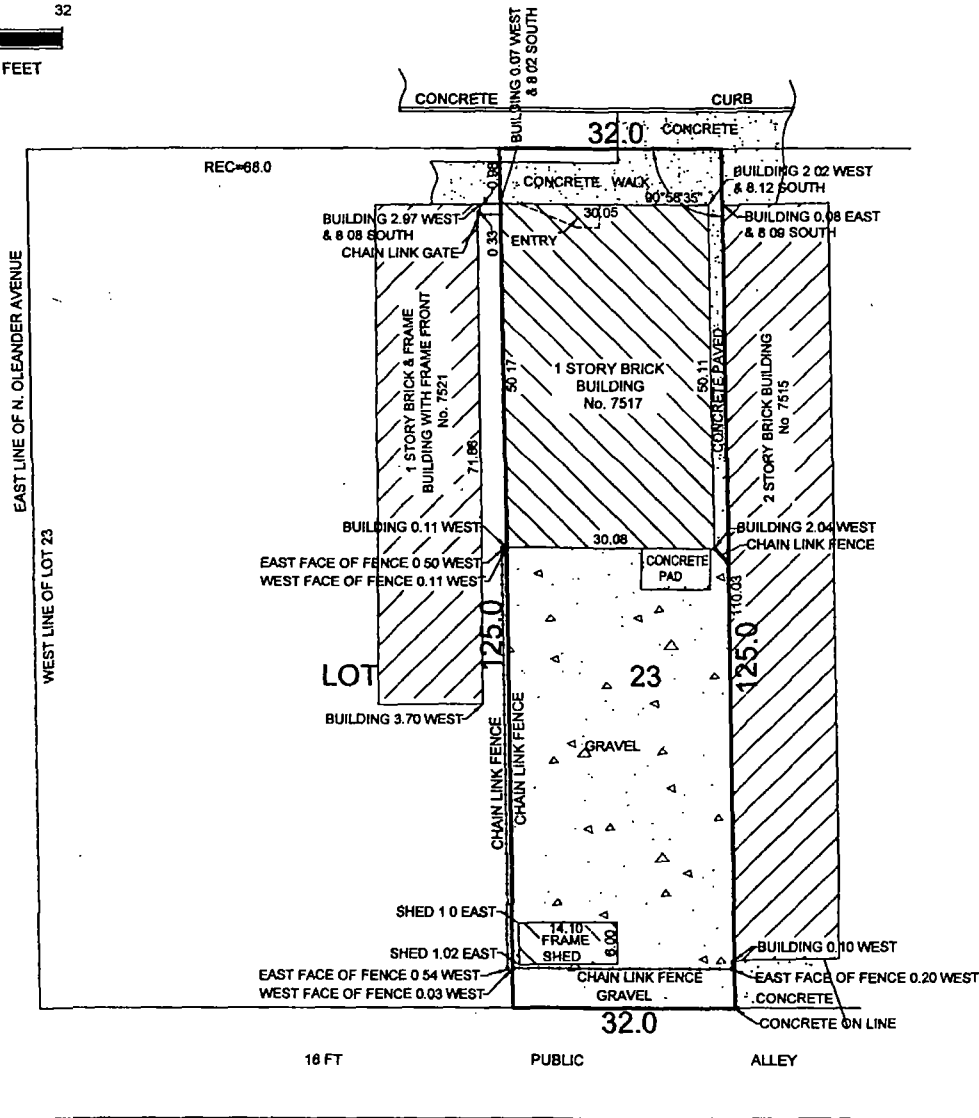 32
FEET
BUILDING 0.07 WEST
& 8 02 SOUTH
CONCRETE
CURB
32.0
CONCRETE
REC=68.0
0.98
CONCRETE WALK
90°56'35"
BUILDING 2 02 WEST
& 8.12 SOUTH
BUILDING 2.97 WEST
& 8 08 SOUTH
CHAIN LINK GATE
0 33
ENTRY
30.05
BUILDING 0.08 EAST
& 8 09 SOUTH
EAST LINE OF N. OLEANDER AVENUE
WEST LINE OF LOT 23
1 STORY BRICK & FRAME
BUILDING WITH FRAME FRONT
No. 7521
71.86
50 17
1 STORY BRICK
BUILDING
No. 7517
50.11
CONCRETE PAVED
2 STORY BRICK BUILDING
No 7515
BUILDING 0.11 WEST
EAST FACE OF FENCE 0 50 WEST
WEST FACE OF FENCE 0.11 WEST
30.08
BUILDING 2.04 WEST
CHAIN LINK FENCE
CONCRETE
PAD
110.03
125.0
125.0
LOT
23
BUILDING 3.70 WEST
CHAIN LINK FENCE
CHAIN LINK FENCE
GRAVEL
SHED 1 0 EAST
14.10
FRAME
SHED
6.00
SHED 1.02 EAST
EAST FACE OF FENCE 0 54 WEST
WEST FACE OF FENCE 0.03 WEST
CHAIN LINK FENCE
GRAVEL
BUILDING 0.10 WEST
EAST FACE OF FENCE 0.20 WEST
CONCRETE
CONCRETE ON LINE
32.0
16 FT
PUBLIC
ALLEY